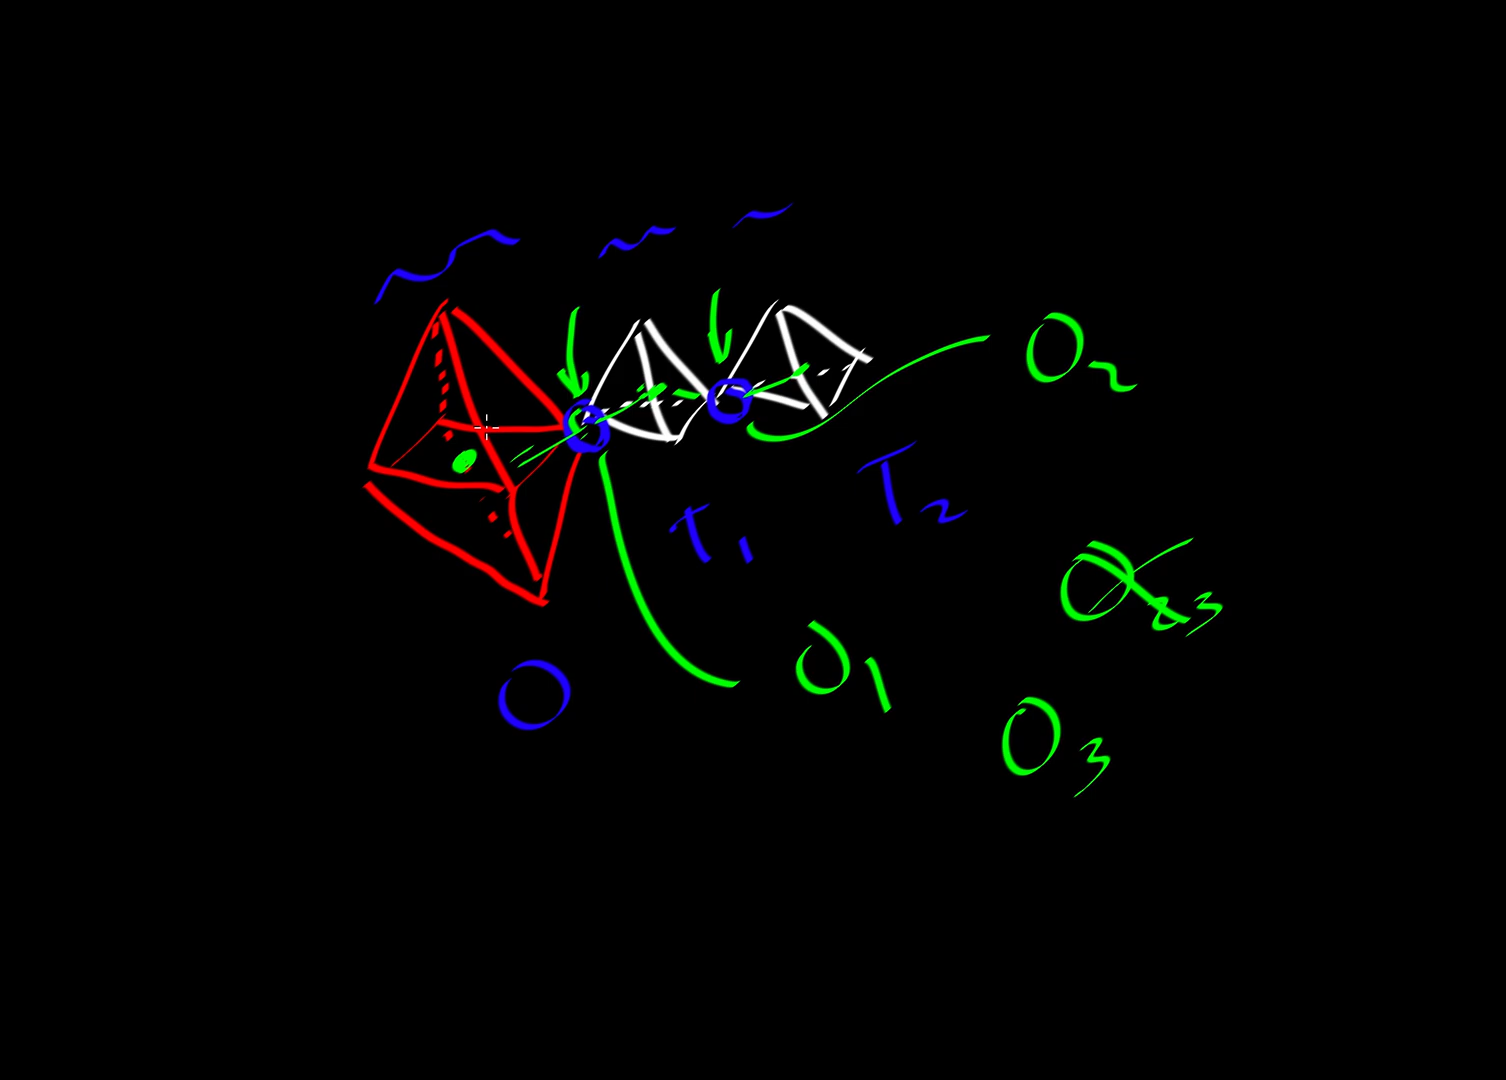 O₂
T₂
T₁
O₁
O
O₃